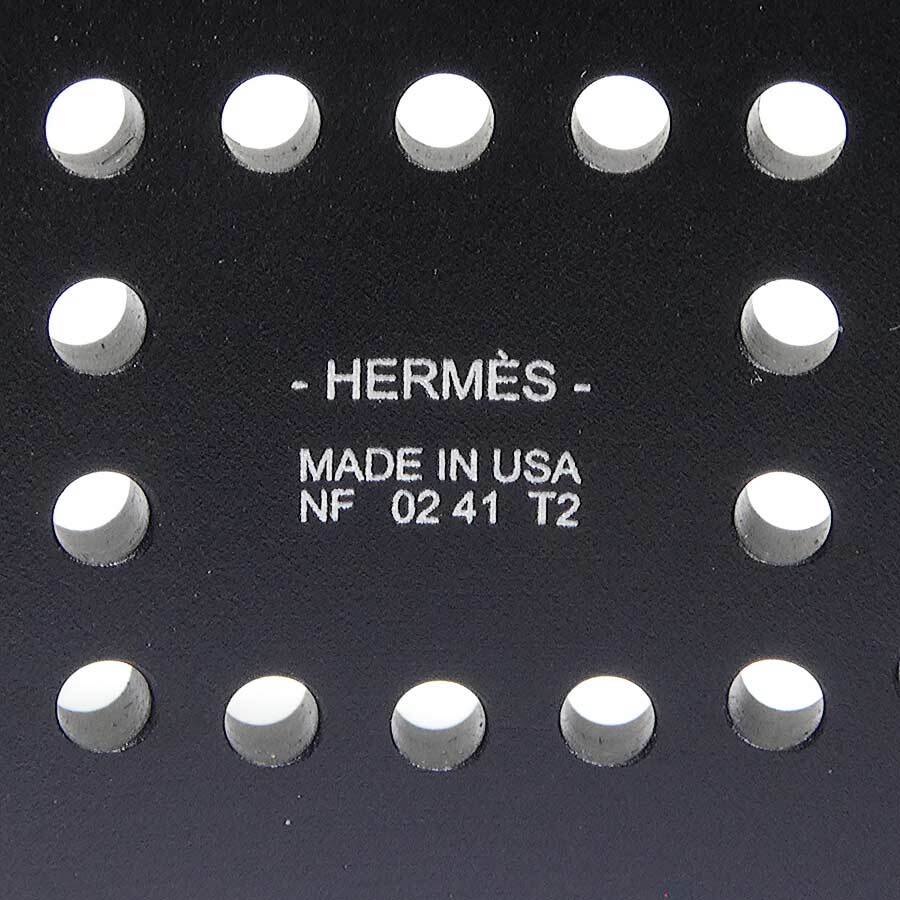 - HERMÈS -
MADE IN USA
NF 02 41 T2